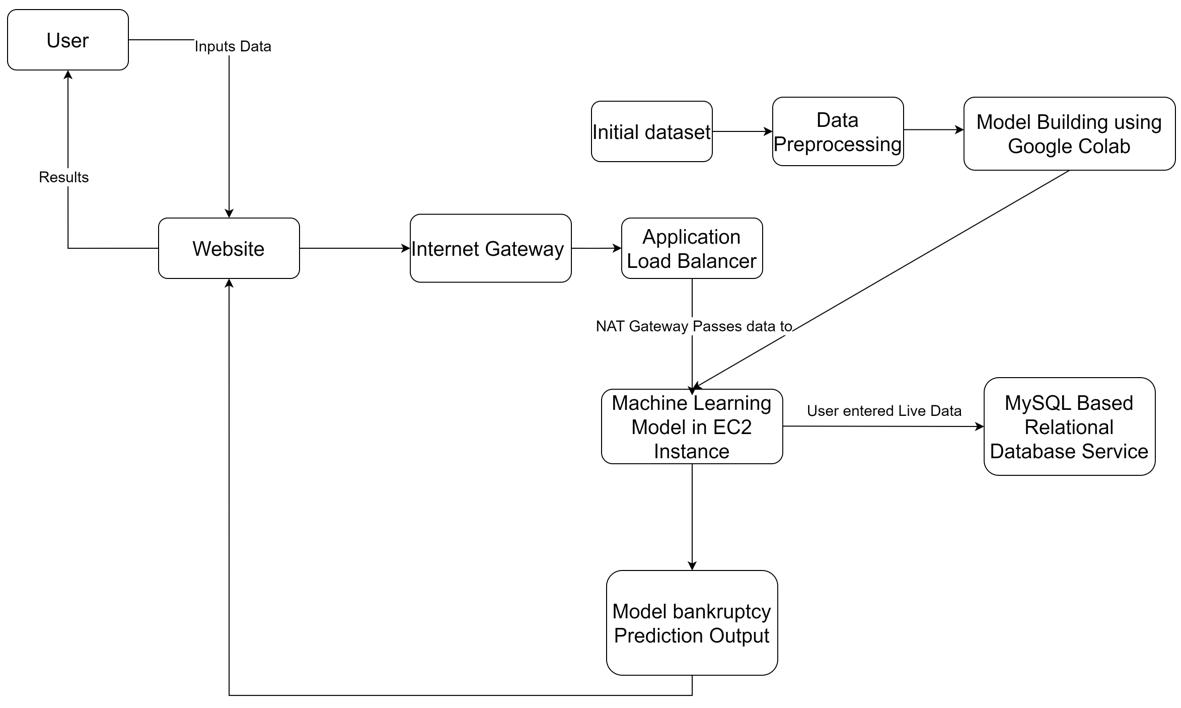 User
Inputs Data
Initial dataset
Data
Preprocessing
Model Building using
Google Colab
Results
Website
Internet Gateway
Application
Load Balancer
NAT Gateway Passes data to
Machine Learning
Model in EC2
Instance
User entered Live Data
MySQL Based
Relational
Database Service
Model bankruptcy
Prediction Output